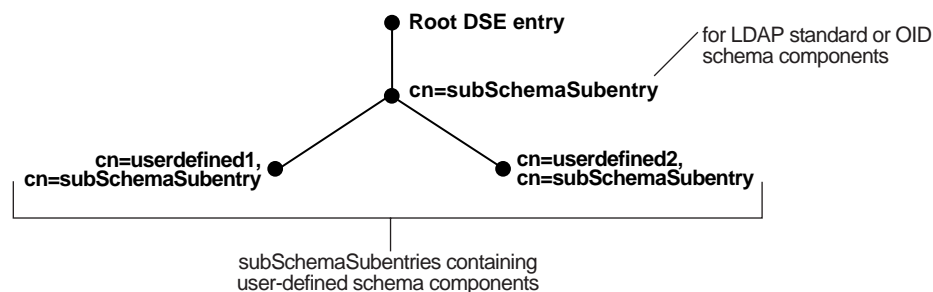 Root DSE entry
for LDAP standard or OID
schema components
cn=subSchemaSubentry
cn=userdefined1,
cn=subSchemaSubentry
cn=userdefined2,
cn=subSchemaSubentry
subSchemaSubentries containing
user-defined schema components